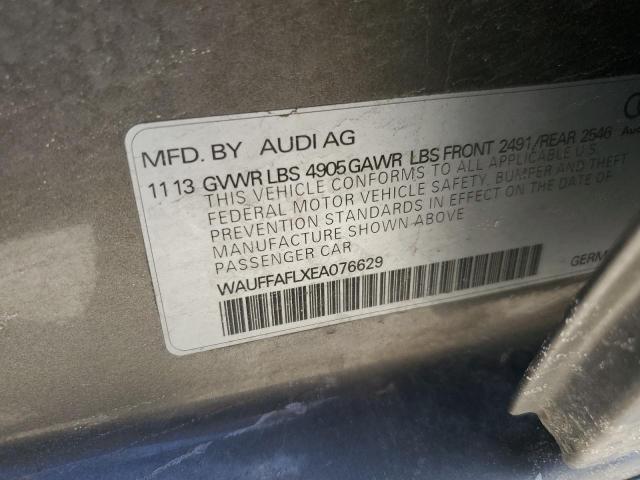 MFD. BY AUDI AG
11 13 GVWR LBS 4905 GAWR LBS FRONT 2491/REAR 2546
THIS VEHICLE CONFORMS TO ALL APPLICABLE U.S.
FEDERAL MOTOR VEHICLE SAFETY, BUMPER AND THEFT
PREVENTION STANDARDS IN EFFECT ON THE DATE OF
MANUFACTURE SHOWN ABOVE
PASSENGER CAR
WAUFFAFLXEA076629
GERM